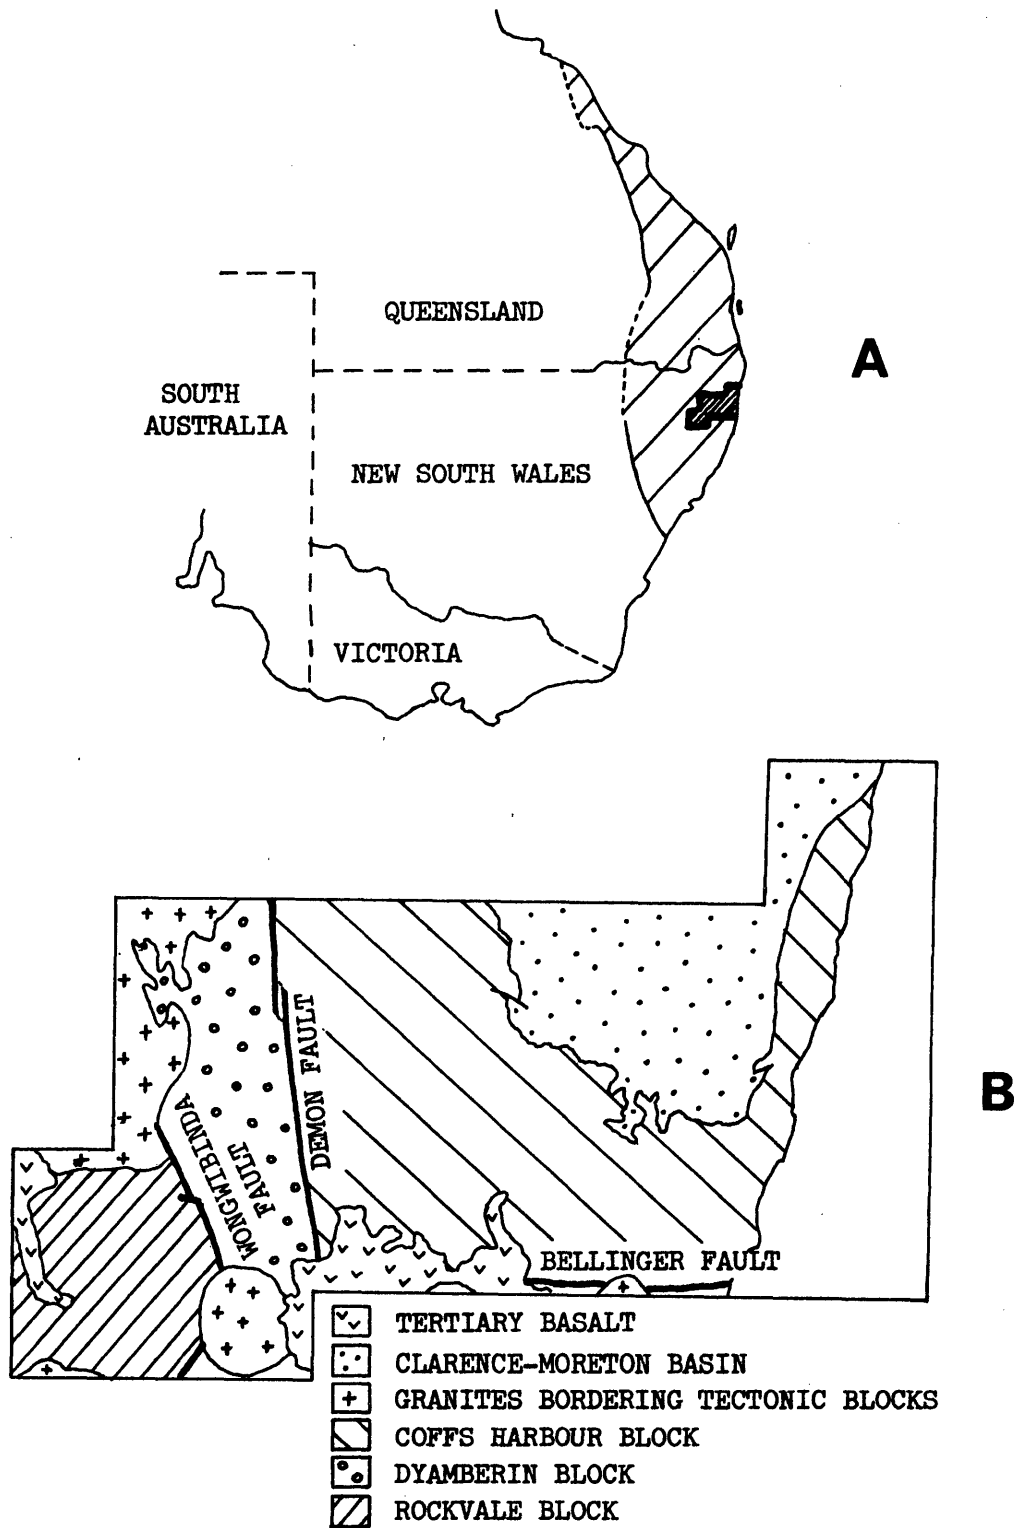 QUEENSLAND
A
SOUTH
AUSTRALIA
NEW SOUTH WALES
VICTORIA
B
DEMON FAULT
WONGWIBINDA
FAULT
BELLINGER FAULT
TERTIARY BASALT
CLARENCE-MORETON BASIN
GRANITES BORDERING TECTONIC BLOCKS
COFFS HARBOUR BLOCK
DYAMBERIN BLOCK
ROCKVALE BLOCK